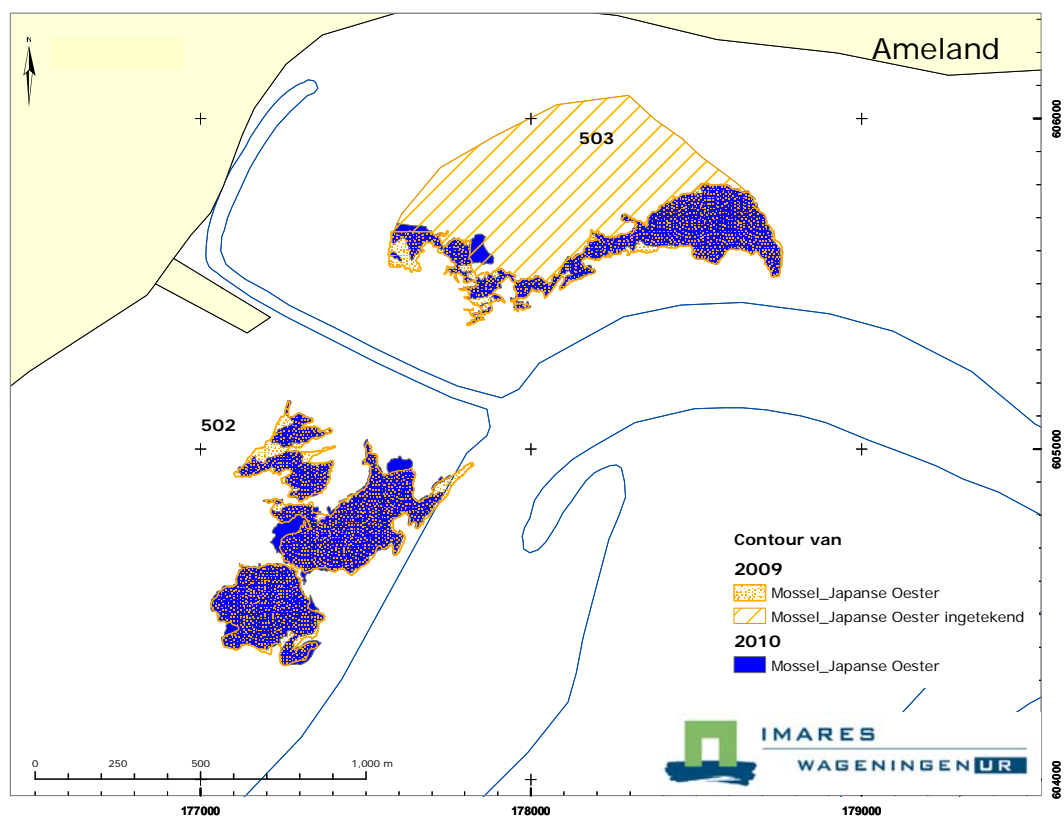 N
Ameland
606000
503
502
605000
Contour van
2009
Mossel_Japanse Oester
Mossel_Japanse Oester ingetekend
2010
Mossel_Japanse Oester
IMARES
WAGENINGEN UR
0 250 500 1,000 m
604000
177000 178000 179000